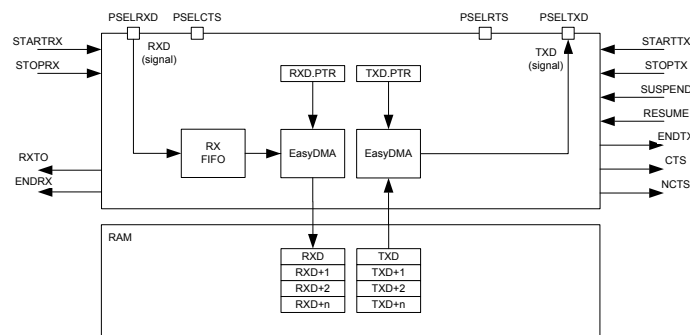 PSELRXD PSELCTS PSELRTS PSELTXD
STARTRX
STOPRX
RXD
(signal)
TXD
(signal)
STARTTX
STOPTX
SUSPEND
RESUME
RXD.PTR TXD.PTR
RX
FIFO
EasyDMA EasyDMA
RXTO
ENDRX
ENDTX
CTS
NCTS
RAM
RXD TXD
RXD+1 TXD+1
RXD+2 TXD+2
RXD+n TXD+n